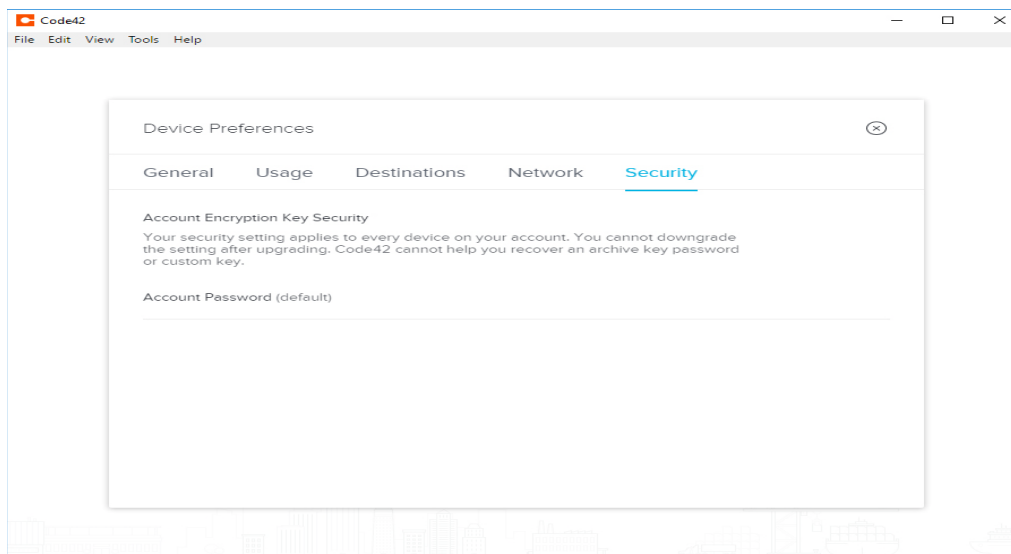 Code42
File Edit View Tools Help
Device Preferences
General Usage Destinations Network Security
Account Encryption Key Security
Your security setting applies to every device on your account. You cannot downgrade
the setting after upgrading. Code42 cannot help you recover an archive key password
or custom key.
Account Password (default)